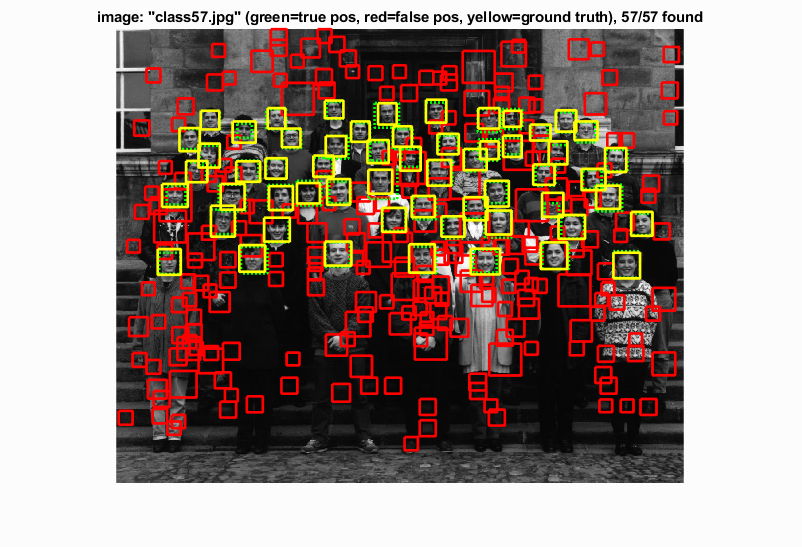 image: "class57.jpg" (green=true pos, red=false pos, yellow=ground truth), 57/57 found